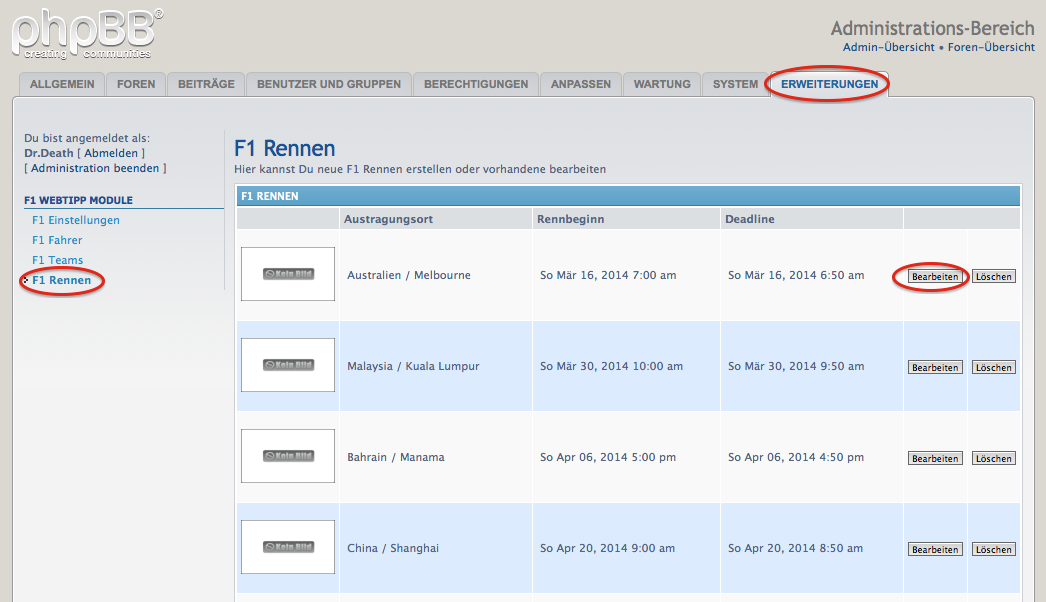 phpBB®
creating communities
Administrations-Bereich
Admin-Übersicht • Foren-Übersicht
ALLGEMEIN FOREN BEITRÄGE BENUTZER UND GRUPPEN BERECHTIGUNGEN ANPASSEN WARTUNG SYSTEM ERWEITERUNGEN
Du bist angemeldet als:
Dr.Death [ Abmelden ]
[ Administration beenden ]
F1 WEBTIPP MODULE
F1 Einstellungen
F1 Fahrer
F1 Teams
F1 Rennen
F1 Rennen
Hier kannst Du neue F1 Rennen erstellen oder vorhandene bearbeiten
F1 RENNEN
Austragungsort Rennbeginn Deadline
Kein Bild Australien / Melbourne So Mär 16, 2014 7:00 am So Mär 16, 2014 6:50 am Bearbeiten Löschen
Kein Bild Malaysia / Kuala Lumpur So Mär 30, 2014 10:00 am So Mär 30, 2014 9:50 am Bearbeiten Löschen
Kein Bild Bahrain / Manama So Apr 06, 2014 5:00 pm So Apr 06, 2014 4:50 pm Bearbeiten Löschen
Kein Bild China / Shanghai So Apr 20, 2014 9:00 am So Apr 20, 2014 8:50 am Bearbeiten Löschen